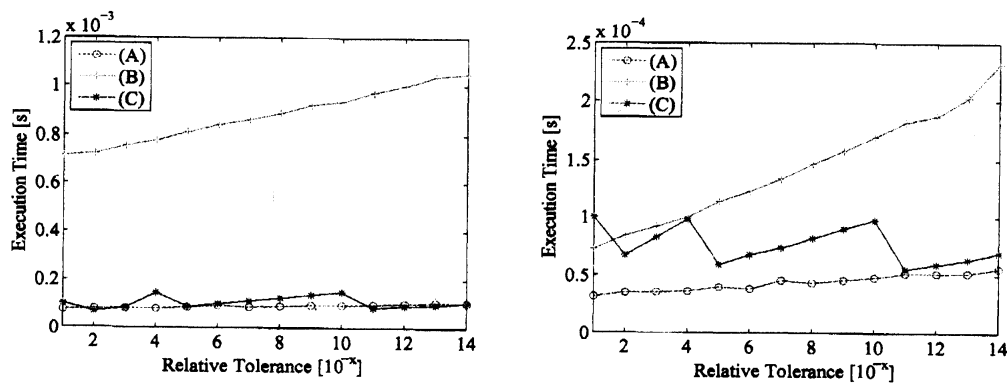 x 10⁻³
1.2
1
0.8
0.6
0.4
0.2
0
Execution Time [s]
(A)
(B)
(C)
2 4 6 8 10 12 14
Relative Tolerance [10⁻ˣ]
x 10⁻⁴
2.5
2
1.5
1
0.5
0
Execution Time [s]
(A)
(B)
(C)
2 4 6 8 10 12 14
Relative Tolerance [10⁻ˣ]